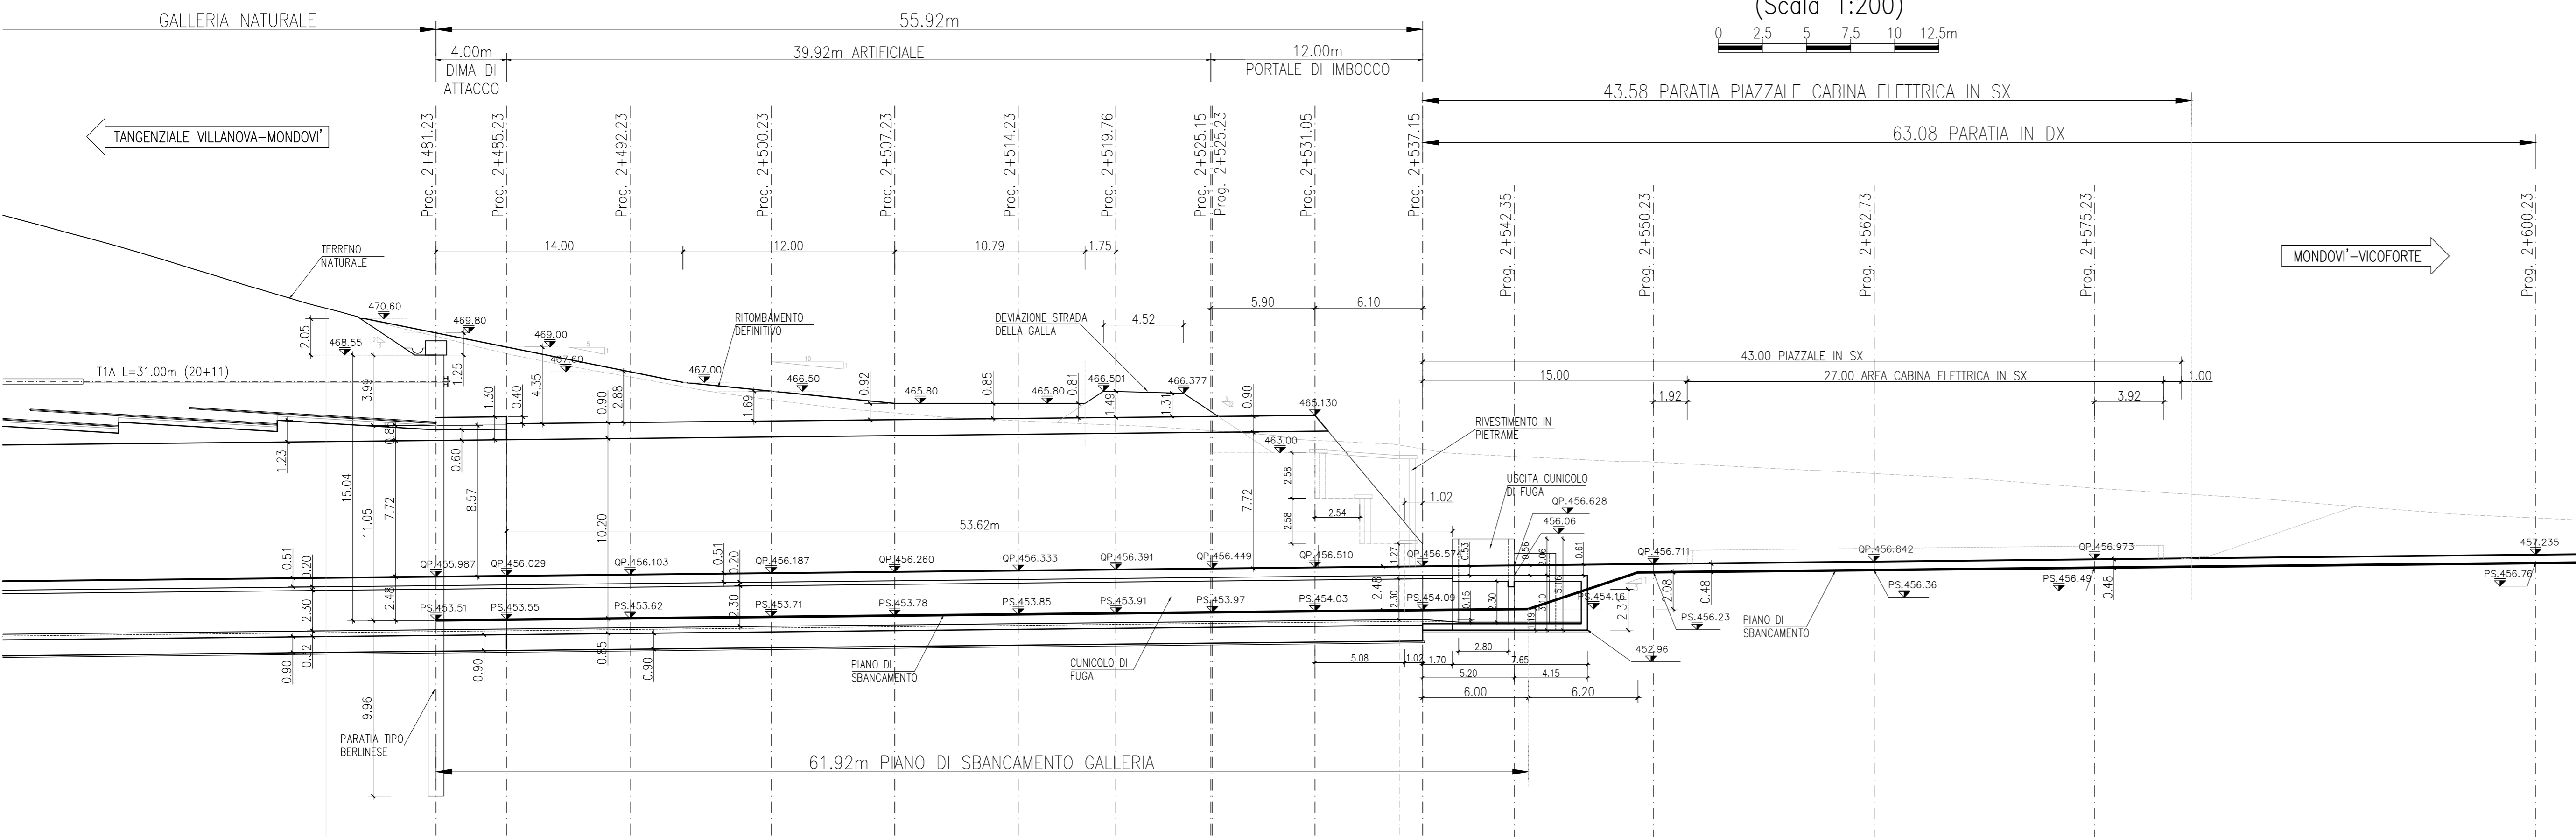 (Scala 1:200)
0 2.5 5 7.5 10 12.5m
GALLERIA NATURALE
55.92m
4.00m
DIMA DI
ATTACCO
39.92m ARTIFICIALE
12.00m
PORTALE DI IMBOCCO
43.58 PARATIA PIAZZALE CABINA ELETTRICA IN SX
63.08 PARATIA IN DX
TANGENZIALE VILLANOVA-MONDOVI'
MONDOVI'-VICOFORTE
Prog. 2+481.23
Prog. 2+485.23
Prog. 2+492.23
Prog. 2+500.23
Prog. 2+507.23
Prog. 2+514.23
Prog. 2+519.76
Prog. 2+525.15
Prog. 2+525.23
Prog. 2+531.05
Prog. 2+537.15
Prog. 2+542.35
Prog. 2+550.23
Prog. 2+562.73
Prog. 2+575.23
Prog. 2+600.23
14.00
12.00
10.79
1.75
TERRENO
NATURALE
470.60
469.80
469.00
467.60
468.55
2.05
1.25
RITOMBAMENTO
DEFINITIVO
DEVIAZIONE STRADA
DELLA GALLA
4.52
5.90
6.10
467.00
466.50
465.80
465.80
466.501
466.377
465.130
463.00
T1A L=31.00m (20+11)
3.99
1.30
0.40
4.35
0.90
2.88
1.69
0.92
0.85
0.81
1.49
1.31
0.90
43.00 PIAZZALE IN SX
15.00
27.00 AREA CABINA ELETTRICA IN SX
1.00
1.92
3.92
RIVESTIMENTO IN
PIETRAME
1.23
0.60
15.04
11.05
7.72
8.57
10.20
7.72
2.58
2.58
2.54
1.02
53.62m
USCITA CUNICOLO
DI FUGA
QP.456.628
456.06
0.51
0.20
0.51
0.20
1.27
0.53
0.56
2.06
0.61
QP.455.987
QP.456.029
QP.456.103
QP.456.187
QP.456.260
QP.456.333
QP.456.391
QP.456.449
QP.456.510
QP.456.711
QP.456.842
QP.456.973
457.235
2.30
2.48
2.30
2.48
2.30
0.15
2.30
1.19
3.10
5.16
2.08
0.48
0.48
PS.453.51
PS.453.55
PS.453.62
PS.453.71
PS.453.78
PS.453.85
PS.453.91
PS.453.97
PS.454.03
PS.454.09
PS.454.16
PS.456.23
PS.456.36
PS.456.49
PS.456.76
PIANO DI
SBANCAMENTO
0.90
0.32
0.90
0.85
0.90
PIANO DI
SBANCAMENTO
CUNICOLO DI
FUGA
452.96
5.08
1.02
1.70
2.80
7.65
5.20
4.15
6.00
6.20
9.96
PARATIA TIPO
BERLINESE
61.92m PIANO DI SBANCAMENTO GALLERIA